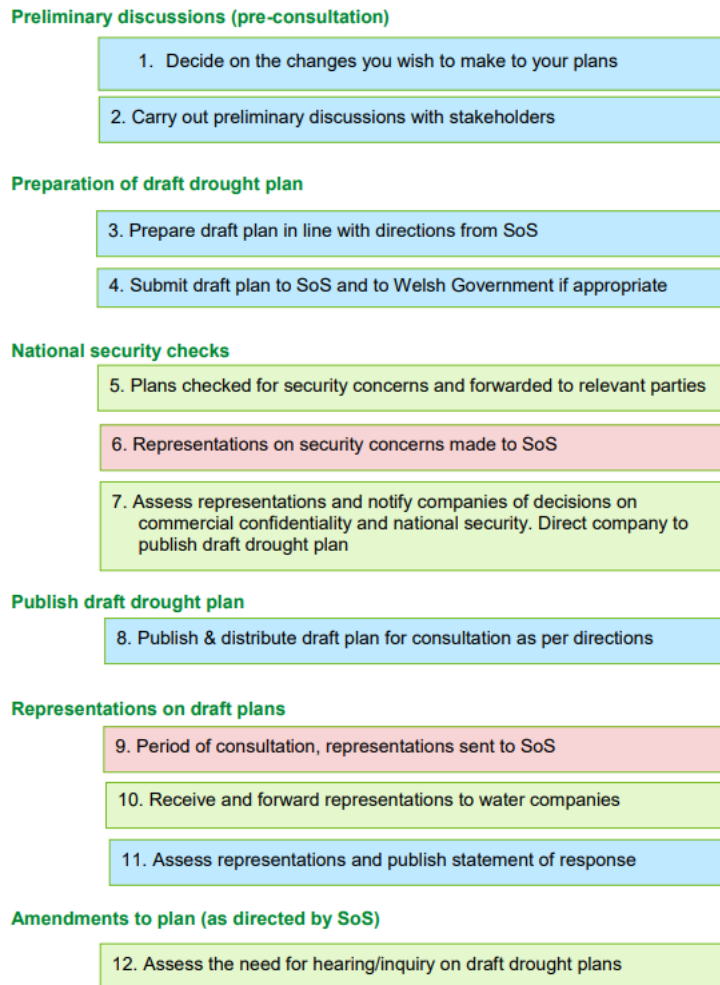 Preliminary discussions (pre-consultation)
1. Decide on the changes you wish to make to your plans
2. Carry out preliminary discussions with stakeholders
Preparation of draft drought plan
3. Prepare draft plan in line with directions from SoS
4. Submit draft plan to SoS and to Welsh Government if appropriate
National security checks
5. Plans checked for security concerns and forwarded to relevant parties
6. Representations on security concerns made to SoS
7. Assess representations and notify companies of decisions on
commercial confidentiality and national security. Direct company to
publish draft drought plan
Publish draft drought plan
8. Publish & distribute draft plan for consultation as per directions
Representations on draft plans
9. Period of consultation, representations sent to SoS
10. Receive and forward representations to water companies
11. Assess representations and publish statement of response
Amendments to plan (as directed by SoS)
12. Assess the need for hearing/inquiry on draft drought plans